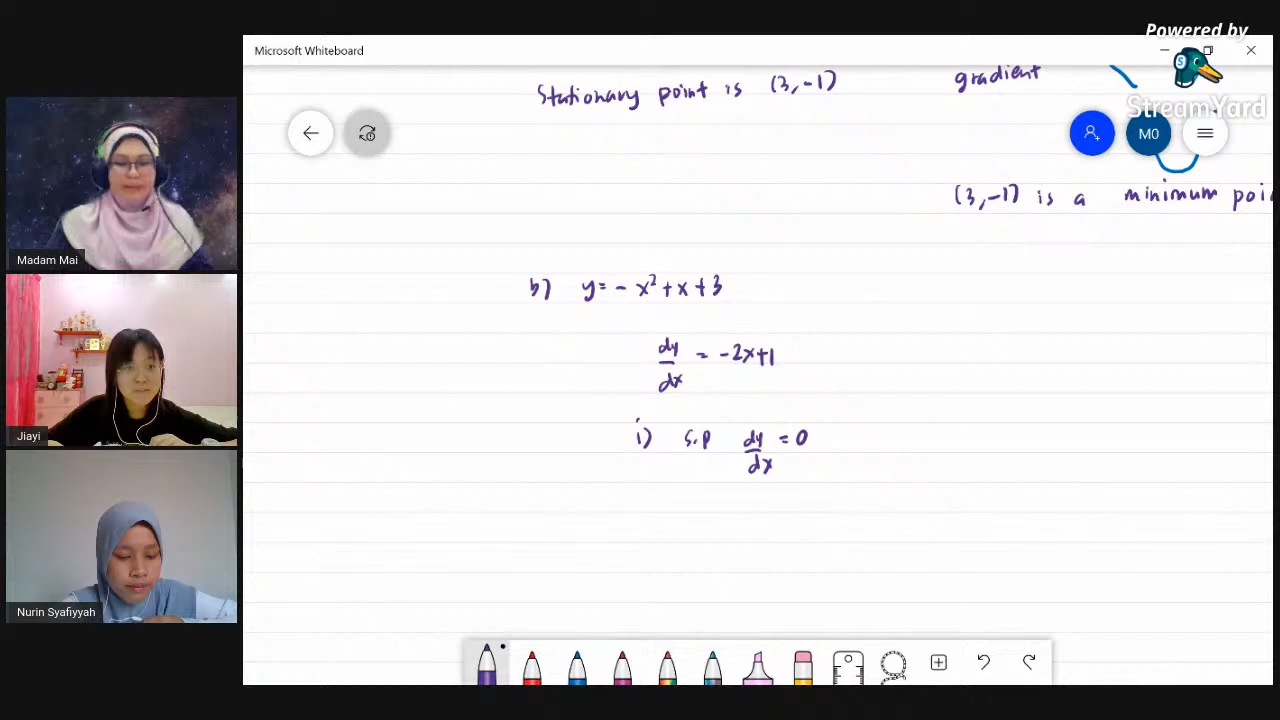 Powered by
Microsoft Whiteboard
StreamYard
Stationary point is (3,-1)
gradient
M0
(3,-1) is a minimum poi
b) y = - x² + x + 3
dy/dx = -2x+1
i) s.p dy/dx = 0
Madam Mai
Jiayi
Nurin Syafiyyah